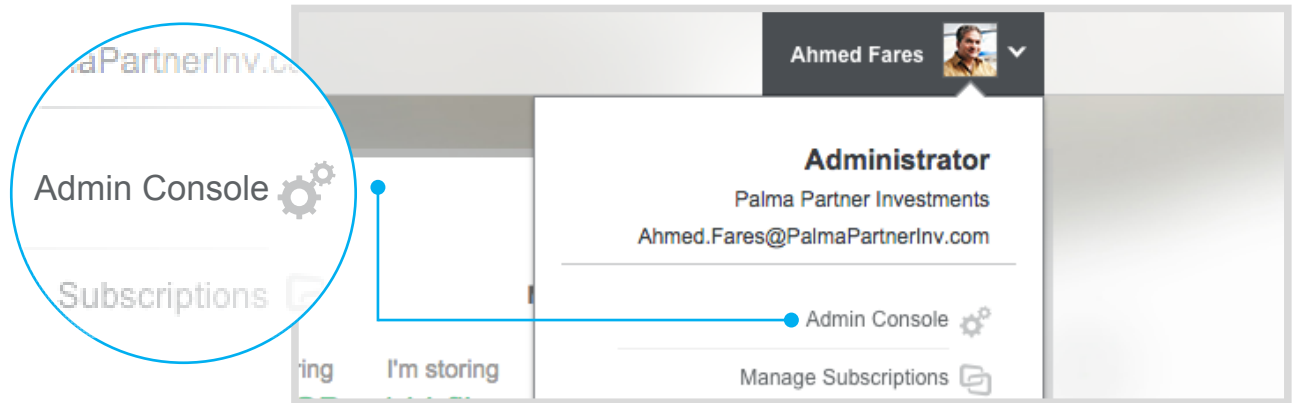 Ahmed Fares
Administrator
Palma Partner Investments
Ahmed.Fares@PalmaPartnerInv.com
Admin Console
Manage Subscriptions
I'm storing
aPartnerInv.co
Admin Console
Subscriptions